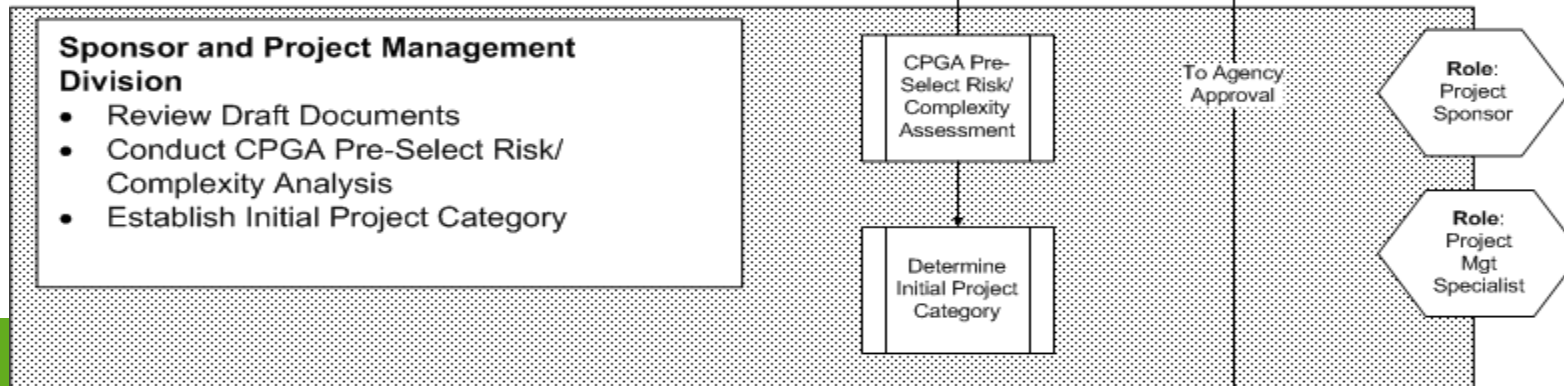 Sponsor and Project Management
Division
• Review Draft Documents
• Conduct CPGA Pre-Select Risk/
Complexity Analysis
• Establish Initial Project Category
CPGA Pre-
Select Risk/
Complexity
Assessment
Determine
Initial Project
Category
To Agency
Approval
Role:
Project
Sponsor
Role:
Project
Mgt
Specialist